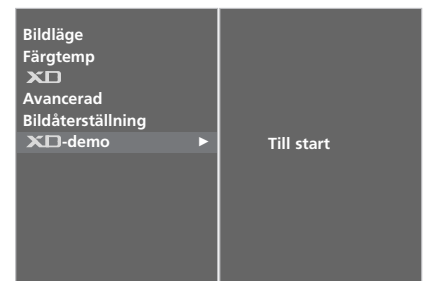 Bildläge
Färgtemp
XD
Avancerad
Bildåterställning
XD-demo ►
Till start